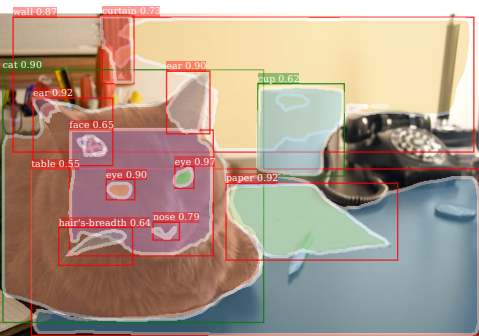 wall 0.87
curtain 0.73
cat 0.90
ear 0.90
cup 0.62
ear 0.92
face 0.65
table 0.55
eye 0.97
eye 0.90
paper 0.92
hair's-breadth 0.64
nose 0.79